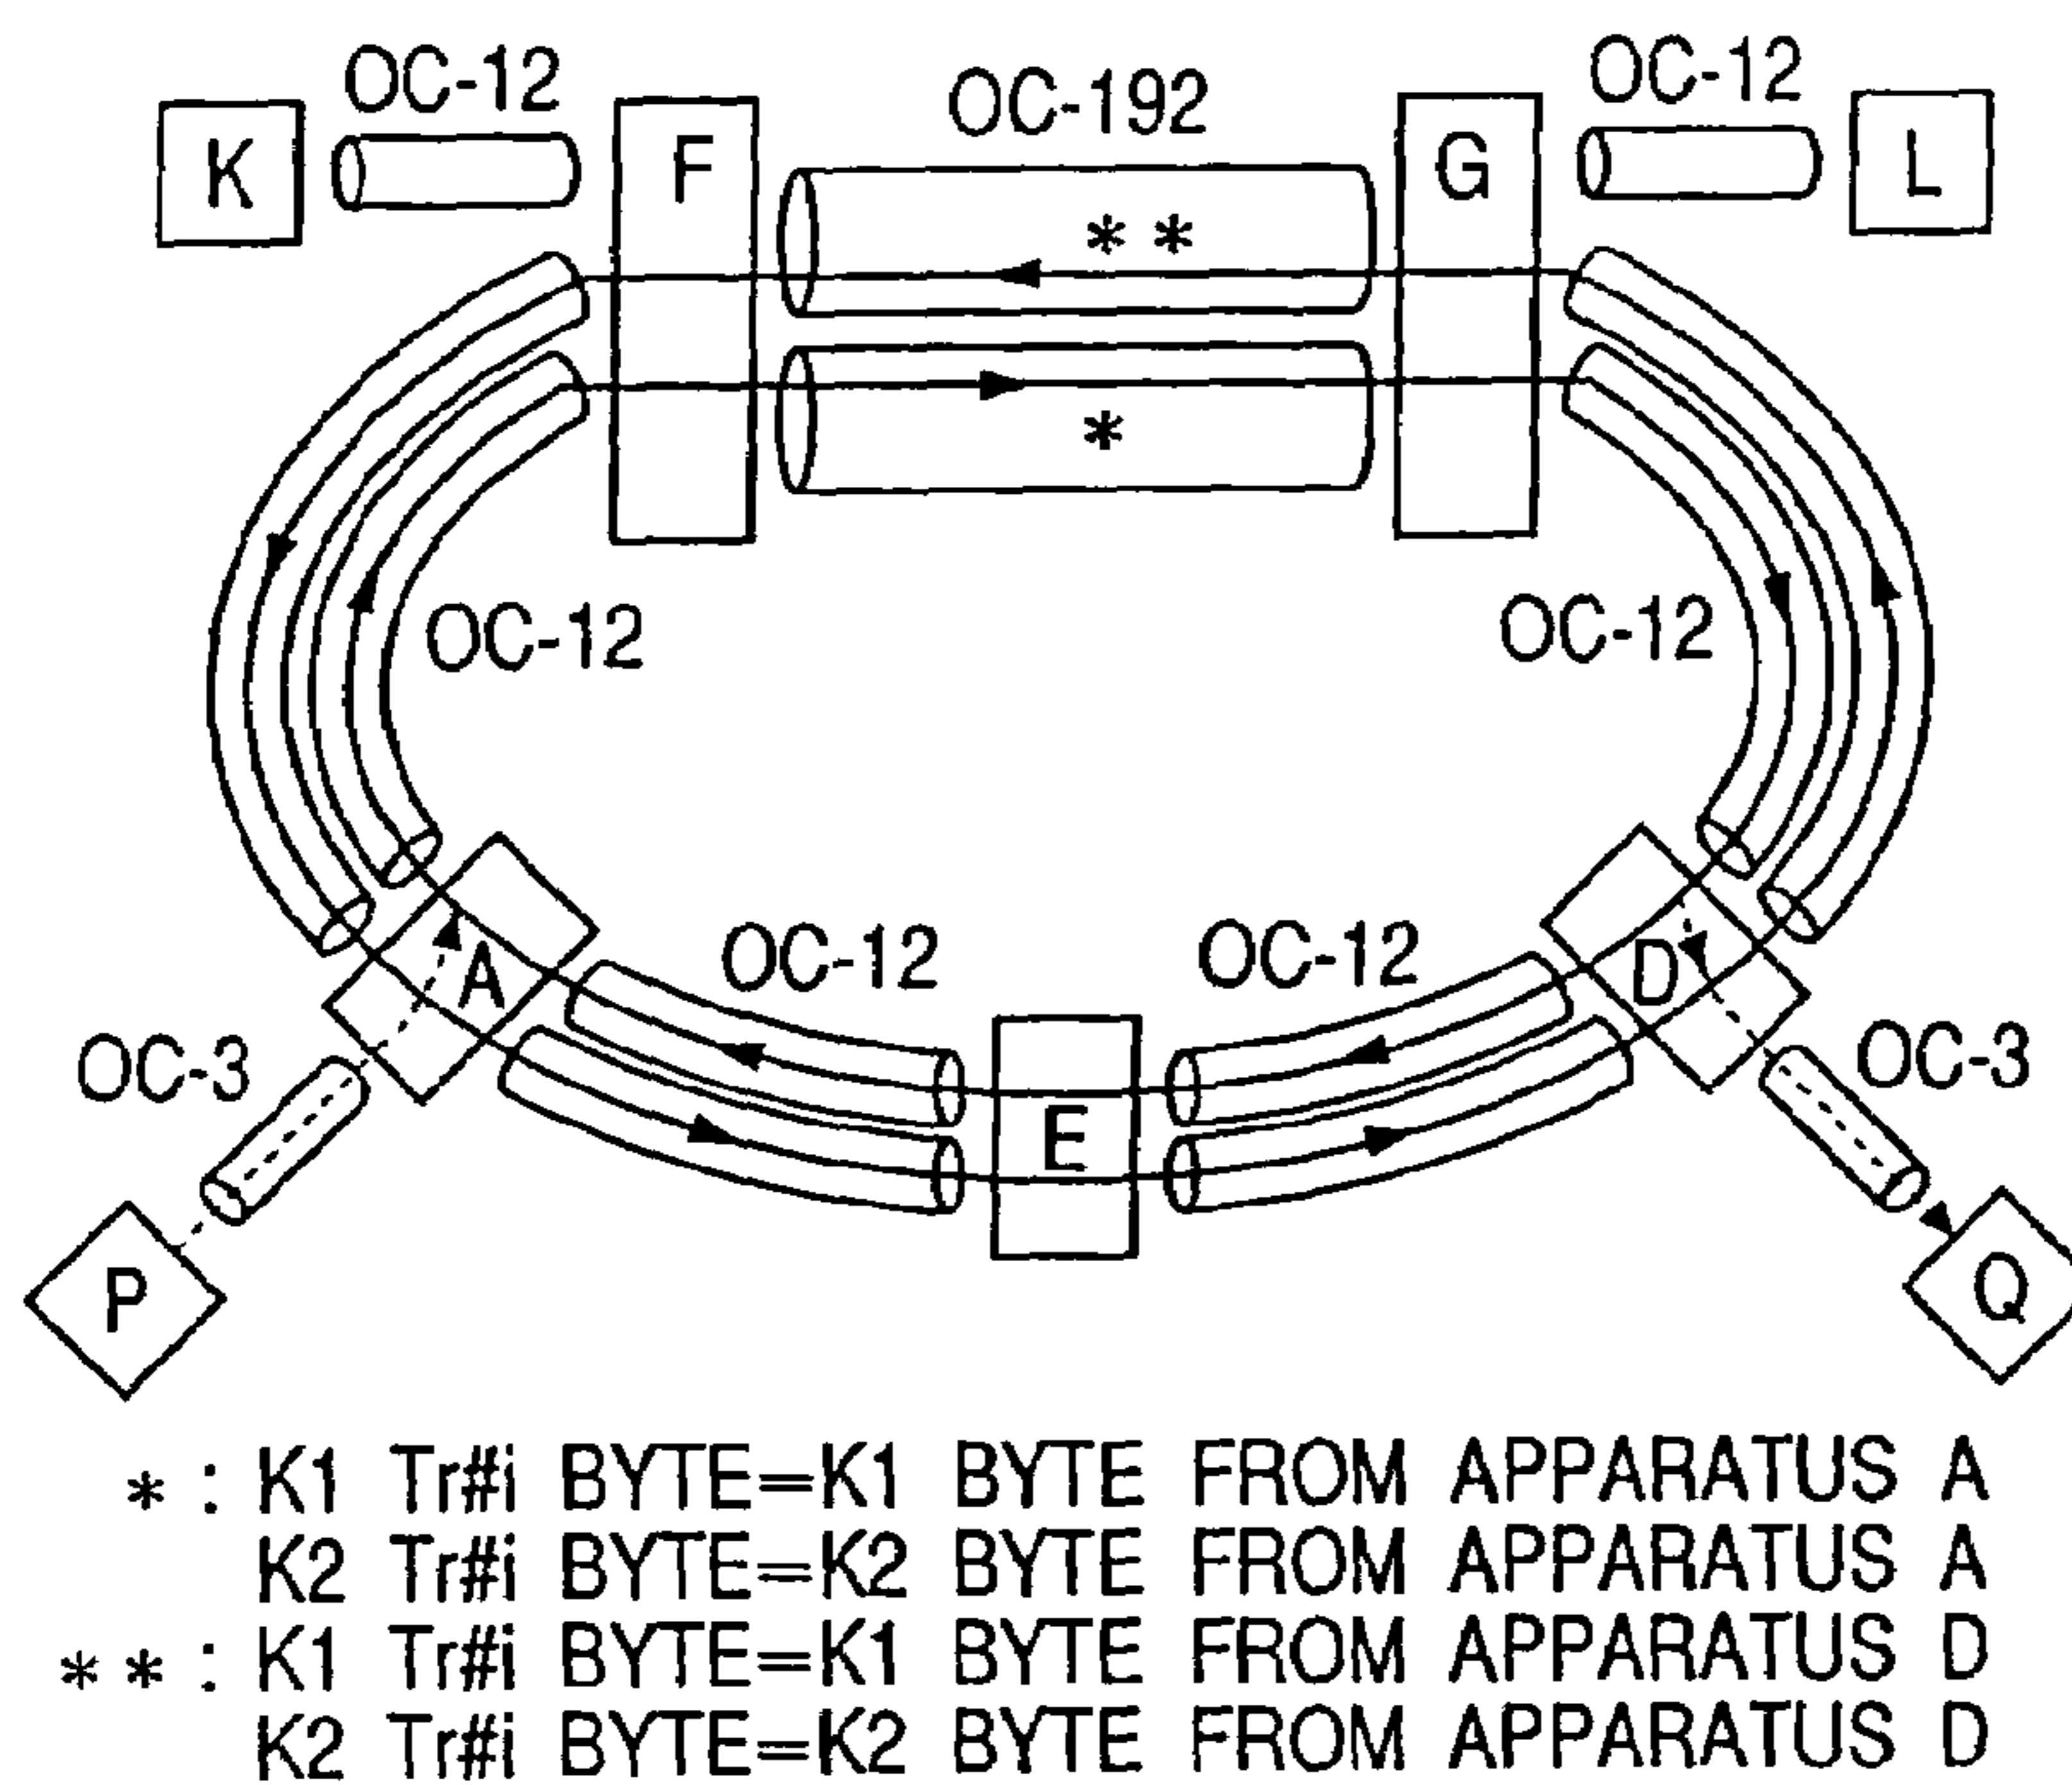 OC-12
OC-192
OC-12
K
F
G
L
**
*
OC-12
OC-12
OC-12
OC-12
A
D
E
OC-3
OC-3
P
Q
* : K1 Tr#i BYTE=K1 BYTE FROM APPARATUS A
K2 Tr#i BYTE=K2 BYTE FROM APPARATUS A
** : K1 Tr#i BYTE=K1 BYTE FROM APPARATUS D
K2 Tr#i BYTE=K2 BYTE FROM APPARATUS D